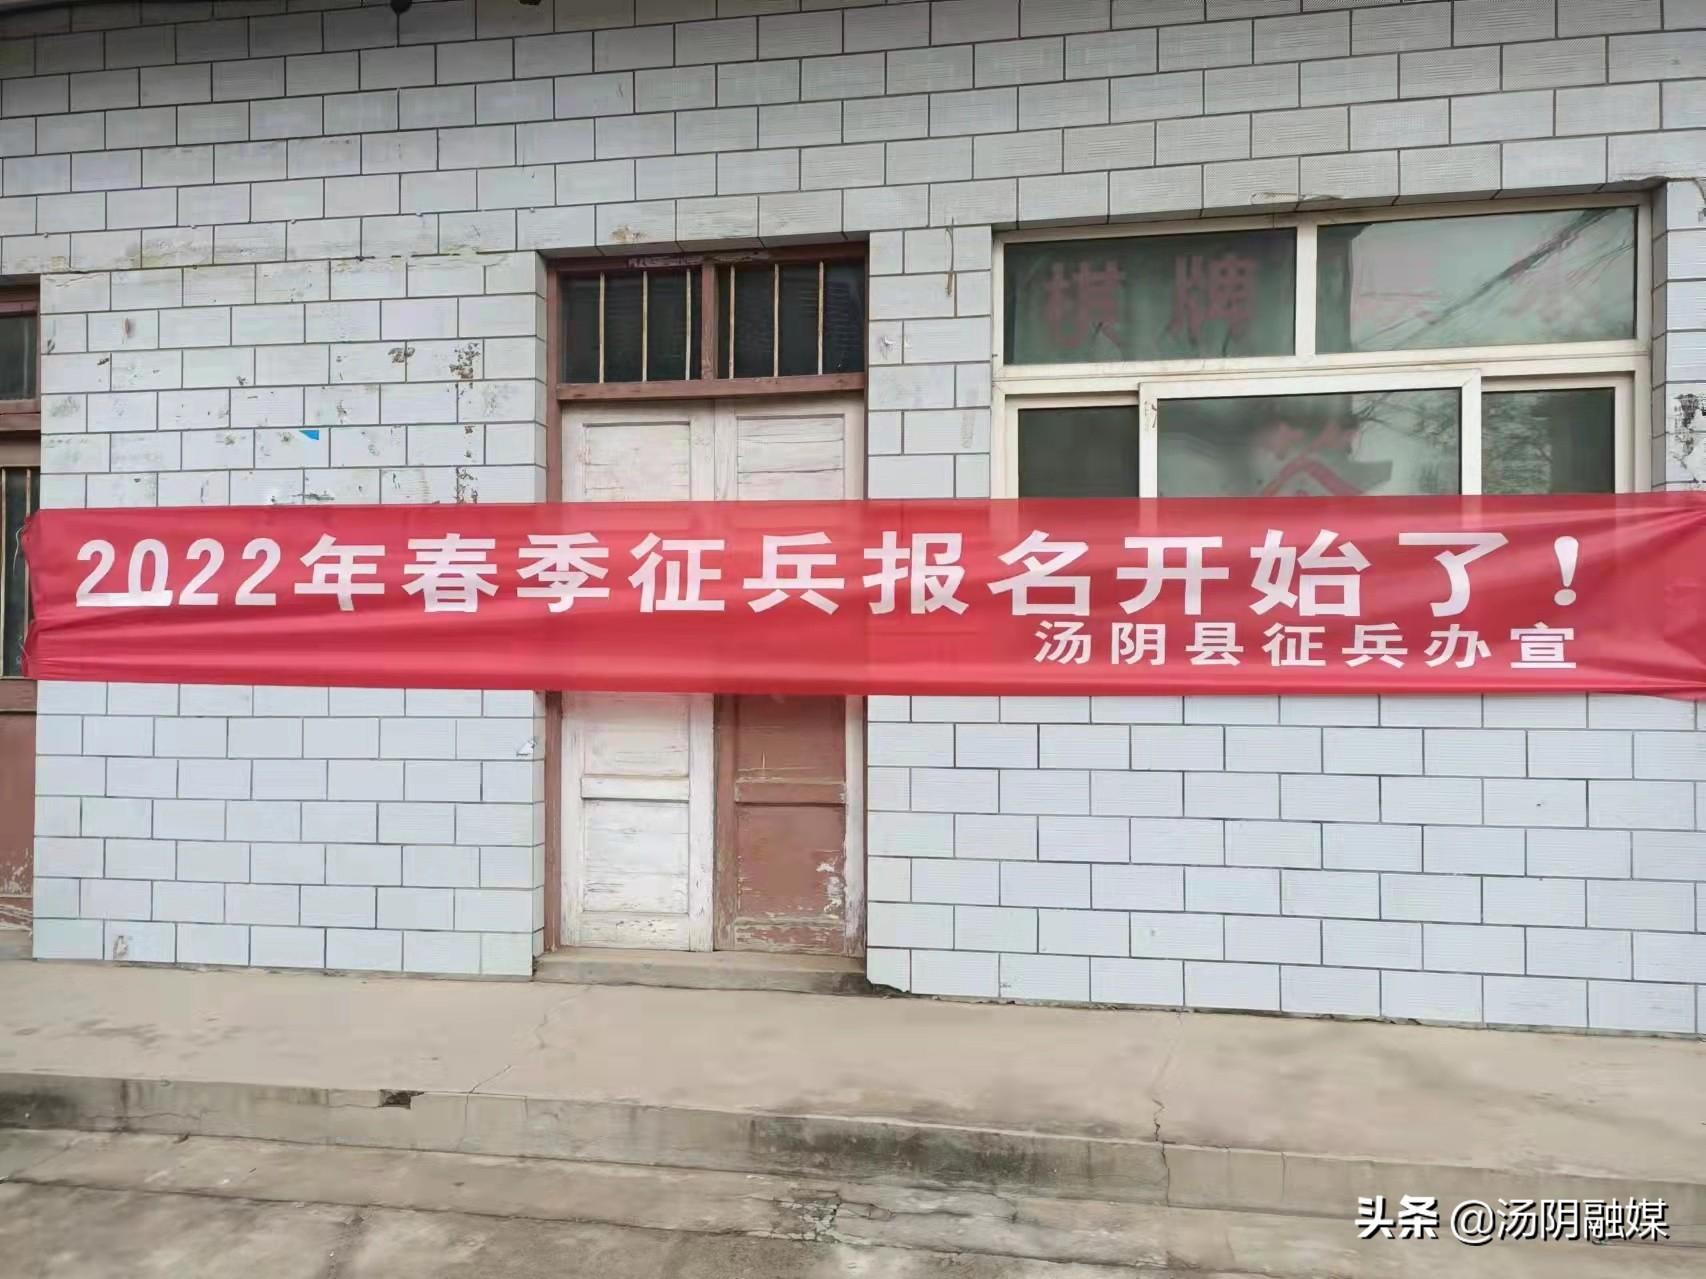 棋牌
茶
2022年春季征兵报名开始了!
汤阴县征兵办宣
头条 @汤阴融媒